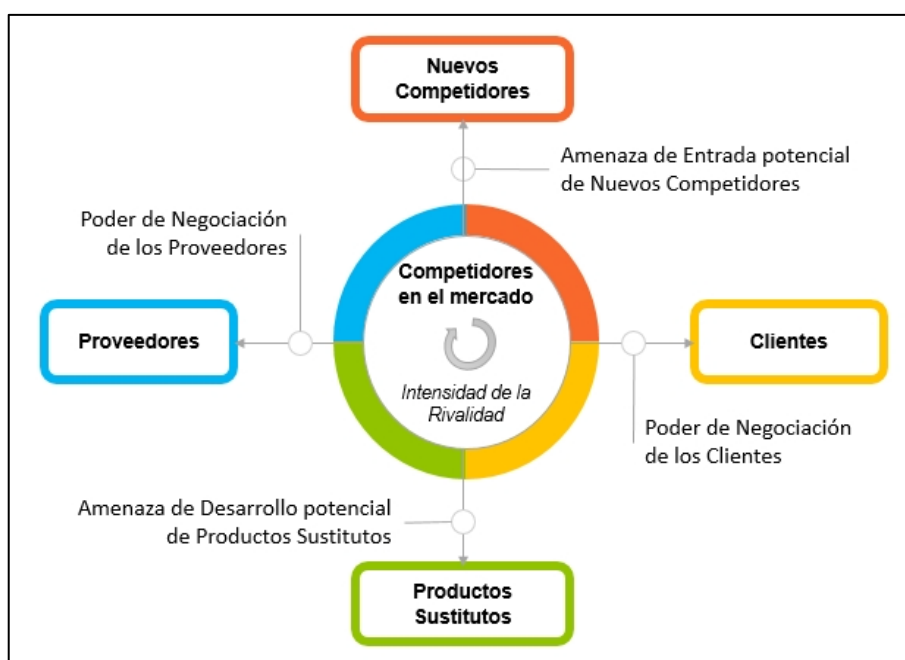 Nuevos
Competidores
Amenaza de Entrada potencial
de Nuevos Competidores
Poder de Negociación
de los Proveedores
Competidores
en el mercado
Proveedores
Clientes
Intensidad de la
Rivalidad
Poder de Negociación
de los Clientes
Amenaza de Desarrollo potencial
de Productos Sustitutos
Productos
Sustitutos